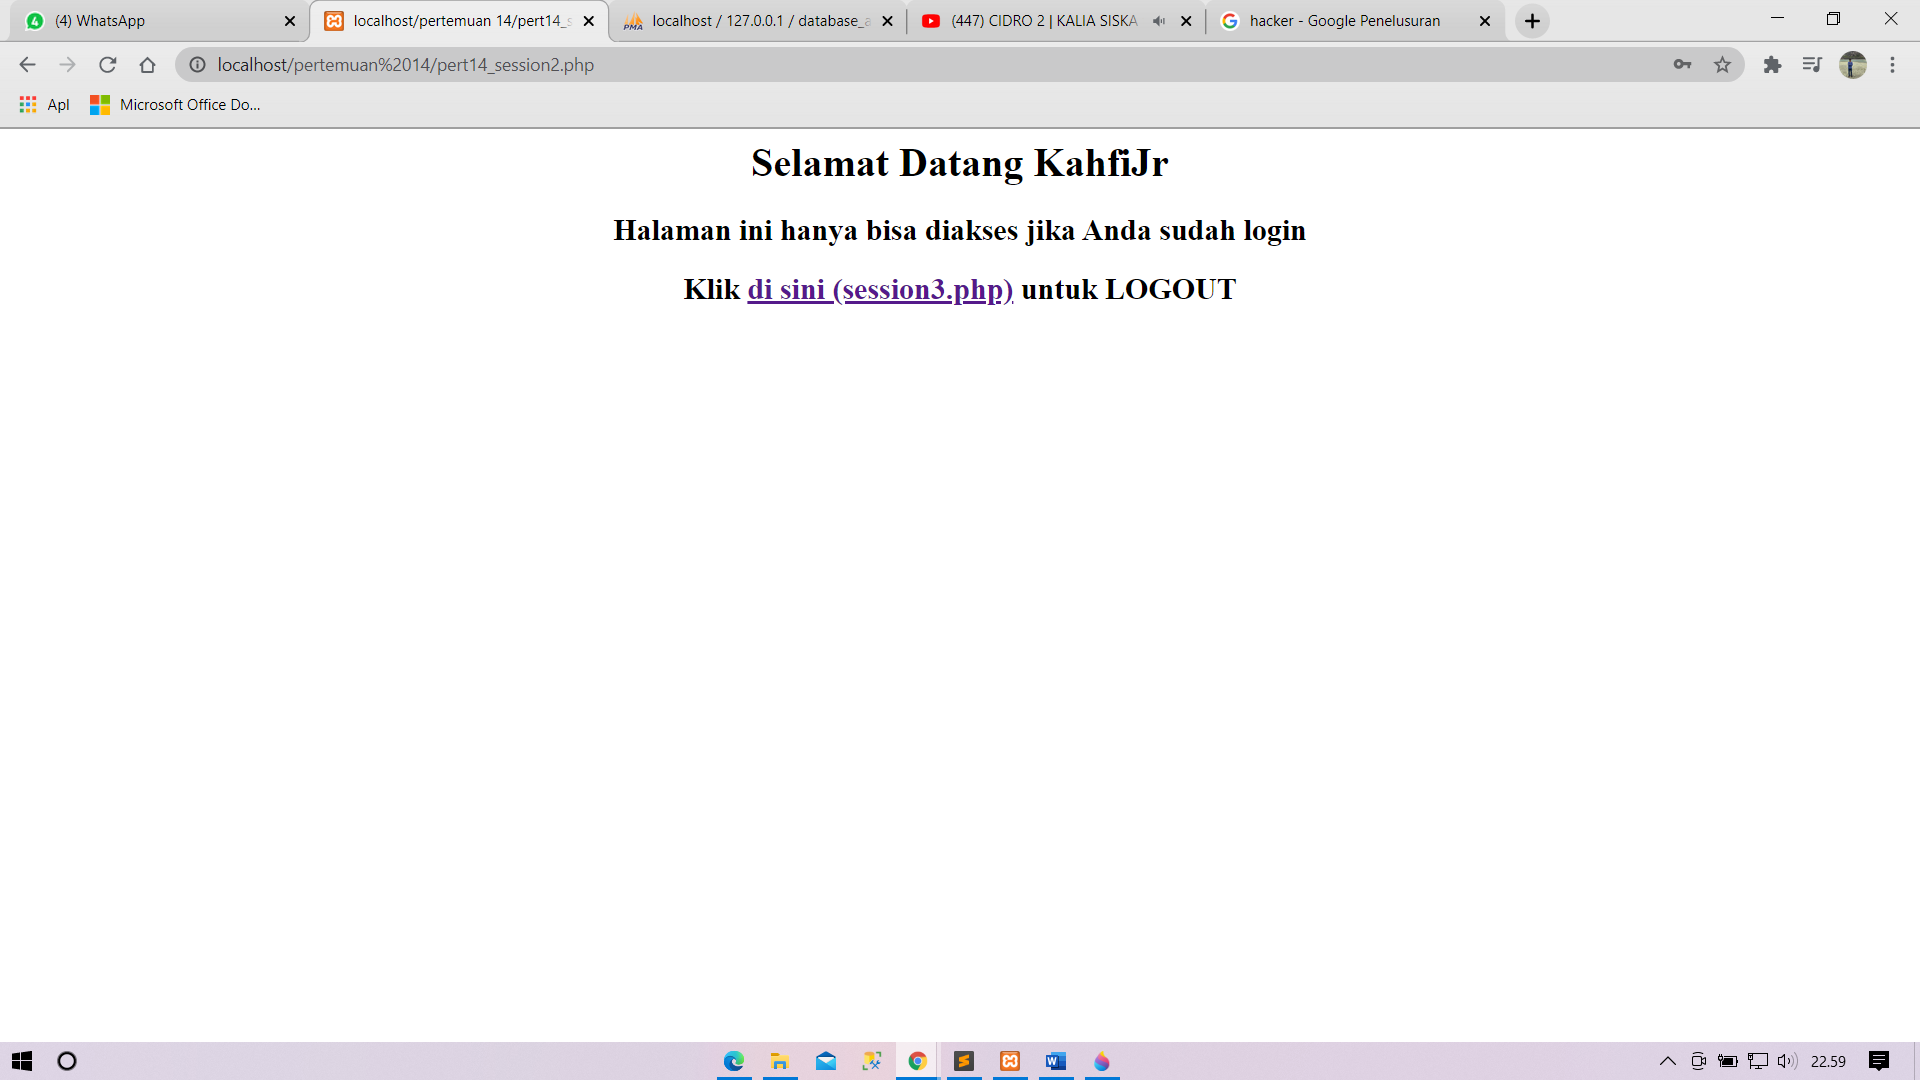 (4) WhatsApp
localhost/pertemuan 14/pert14_s
localhost / 127.0.0.1 / database_a
(447) CIDRO 2 | KALIA SISKA
hacker - Google Penelusuran
localhost/pertemuan%2014/pert14_session2.php
Apl
Microsoft Office Do...
Selamat Datang KahfiJr
Halaman ini hanya bisa diakses jika Anda sudah login
Klik di sini (session3.php) untuk LOGOUT
22.59